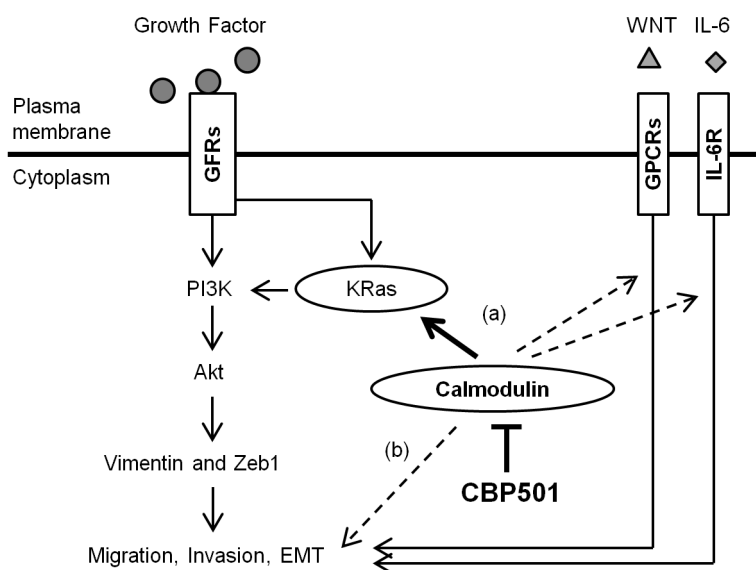 Growth Factor
WNT
IL-6
Plasma
membrane
GFRs
GPCRs
IL-6R
Cytoplasm
PI3K
KRas
(a)
Akt
Calmodulin
(b)
Vimentin and Zeb1
CBP501
Migration, Invasion, EMT